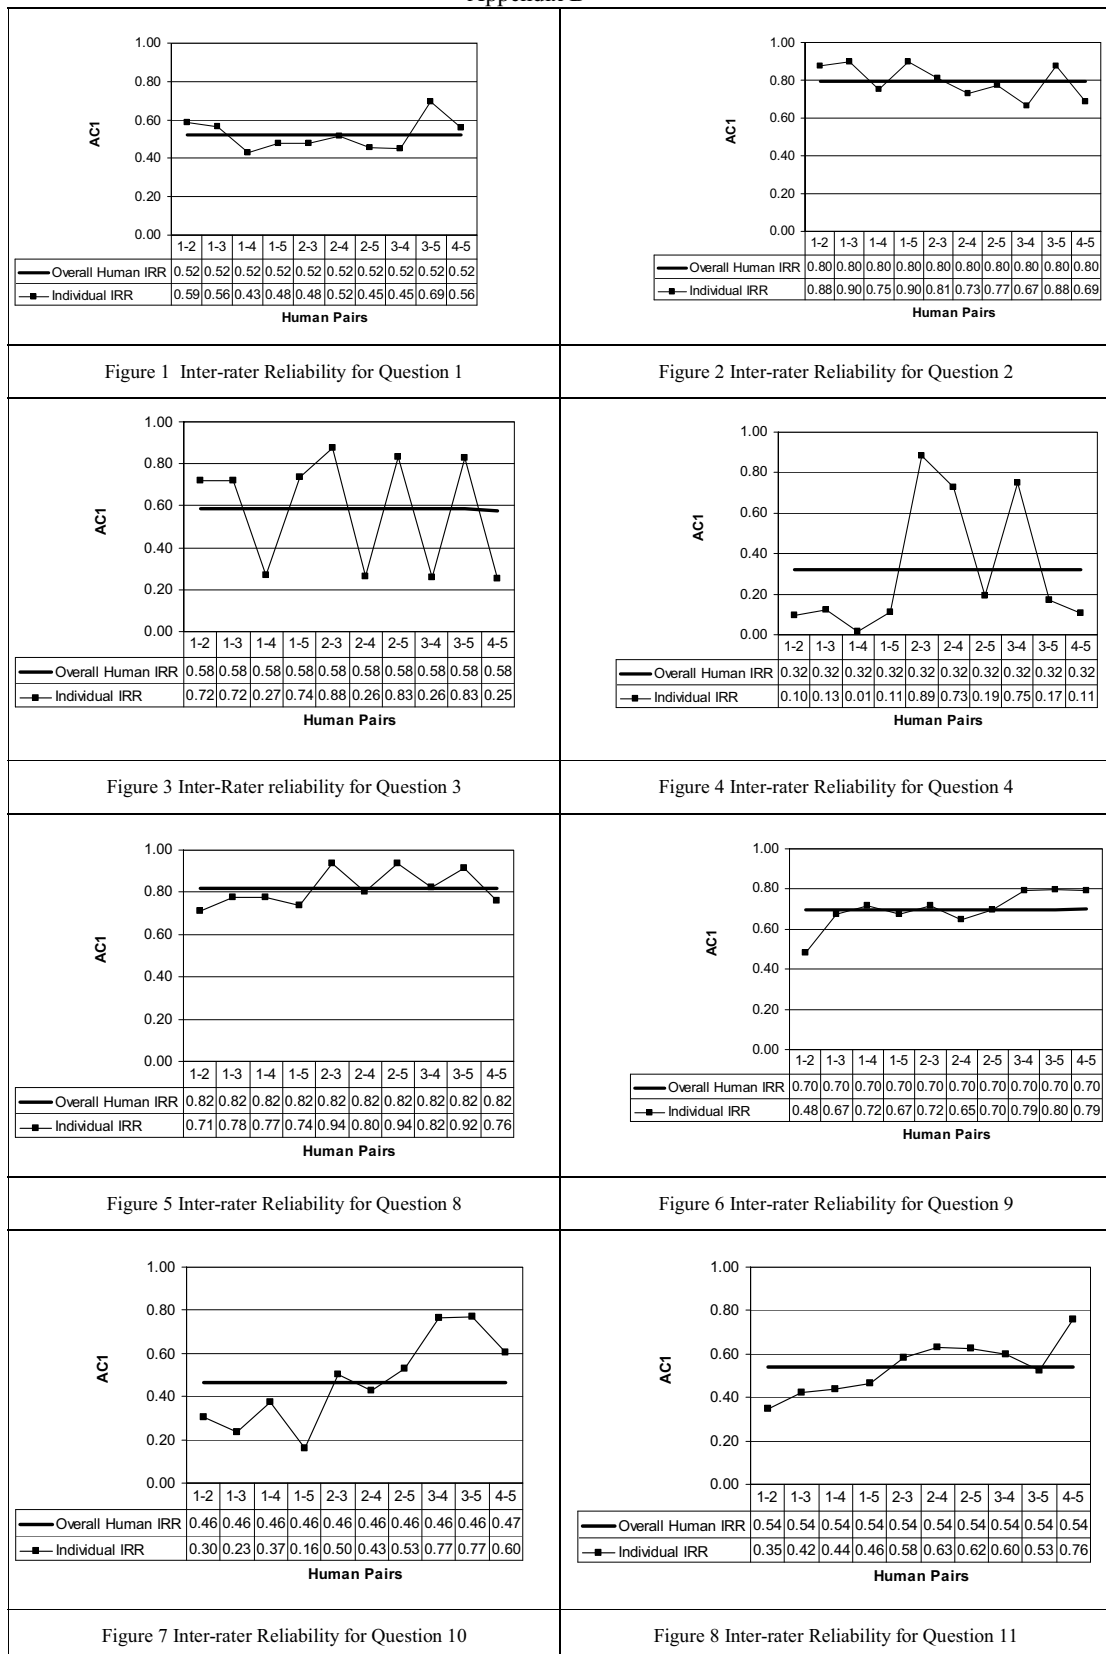 1.00
0.80
0.60
0.40
0.20
0.00
AC1
1-2 1-3 1-4 1-5 2-3 2-4 2-5 3-4 3-5 4-5
Overall Human IRR 0.52 0.52 0.52 0.52 0.52 0.52 0.52 0.52 0.52 0.52
Individual IRR 0.59 0.56 0.43 0.48 0.48 0.52 0.45 0.45 0.69 0.56
Human Pairs
Figure 1 Inter-rater Reliability for Question 1
1.00
0.80
0.60
0.40
0.20
0.00
AC1
1-2 1-3 1-4 1-5 2-3 2-4 2-5 3-4 3-5 4-5
Overall Human IRR 0.80 0.80 0.80 0.80 0.80 0.80 0.80 0.80 0.80 0.80
Individual IRR 0.88 0.90 0.75 0.90 0.81 0.73 0.77 0.67 0.88 0.69
Human Pairs
Figure 2 Inter-rater Reliability for Question 2
1.00
0.80
0.60
0.40
0.20
0.00
AC1
1-2 1-3 1-4 1-5 2-3 2-4 2-5 3-4 3-5 4-5
Overall Human IRR 0.58 0.58 0.58 0.58 0.58 0.58 0.58 0.58 0.58 0.58
Individual IRR 0.72 0.72 0.27 0.74 0.88 0.26 0.83 0.26 0.83 0.25
Human Pairs
Figure 3 Inter-Rater reliability for Question 3
1.00
0.80
0.60
0.40
0.20
0.00
AC1
1-2 1-3 1-4 1-5 2-3 2-4 2-5 3-4 3-5 4-5
Overall Human IRR 0.32 0.32 0.32 0.32 0.32 0.32 0.32 0.32 0.32 0.32
Individual IRR 0.10 0.13 0.01 0.11 0.89 0.73 0.19 0.75 0.17 0.11
Human Pairs
Figure 4 Inter-rater Reliability for Question 4
1.00
0.80
0.60
0.40
0.20
0.00
AC1
1-2 1-3 1-4 1-5 2-3 2-4 2-5 3-4 3-5 4-5
Overall Human IRR 0.82 0.82 0.82 0.82 0.82 0.82 0.82 0.82 0.82 0.82
Individual IRR 0.71 0.78 0.77 0.74 0.94 0.80 0.94 0.82 0.92 0.76
Human Pairs
Figure 5 Inter-rater Reliability for Question 8
1.00
0.80
0.60
0.40
0.20
0.00
AC1
1-2 1-3 1-4 1-5 2-3 2-4 2-5 3-4 3-5 4-5
Overall Human IRR 0.70 0.70 0.70 0.70 0.70 0.70 0.70 0.70 0.70 0.70
Individual IRR 0.48 0.67 0.72 0.67 0.72 0.65 0.70 0.79 0.80 0.79
Human Pairs
Figure 6 Inter-rater Reliability for Question 9
1.00
0.80
0.60
0.40
0.20
0.00
AC1
1-2 1-3 1-4 1-5 2-3 2-4 2-5 3-4 3-5 4-5
Overall Human IRR 0.46 0.46 0.46 0.46 0.46 0.46 0.46 0.46 0.46 0.47
Individual IRR 0.30 0.23 0.37 0.16 0.50 0.43 0.53 0.77 0.77 0.60
Human Pairs
Figure 7 Inter-rater Reliability for Question 10
1.00
0.80
0.60
0.40
0.20
0.00
AC1
1-2 1-3 1-4 1-5 2-3 2-4 2-5 3-4 3-5 4-5
Overall Human IRR 0.54 0.54 0.54 0.54 0.54 0.54 0.54 0.54 0.54 0.54
Individual IRR 0.35 0.42 0.44 0.46 0.58 0.63 0.62 0.60 0.53 0.76
Human Pairs
Figure 8 Inter-rater Reliability for Question 11